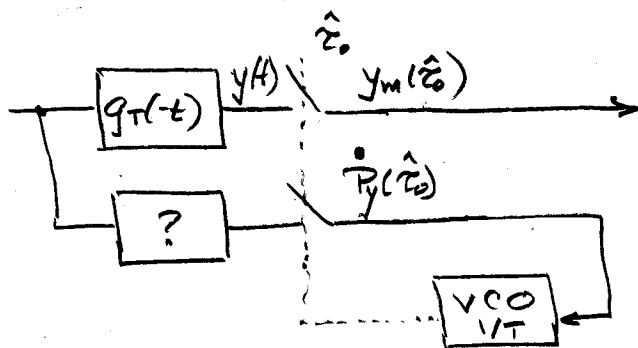 τ̂₀
g_T(-t)
y(t)
y_m(τ̂₀)
Ṗ_y(τ̂₀)
?
VCO
1/T